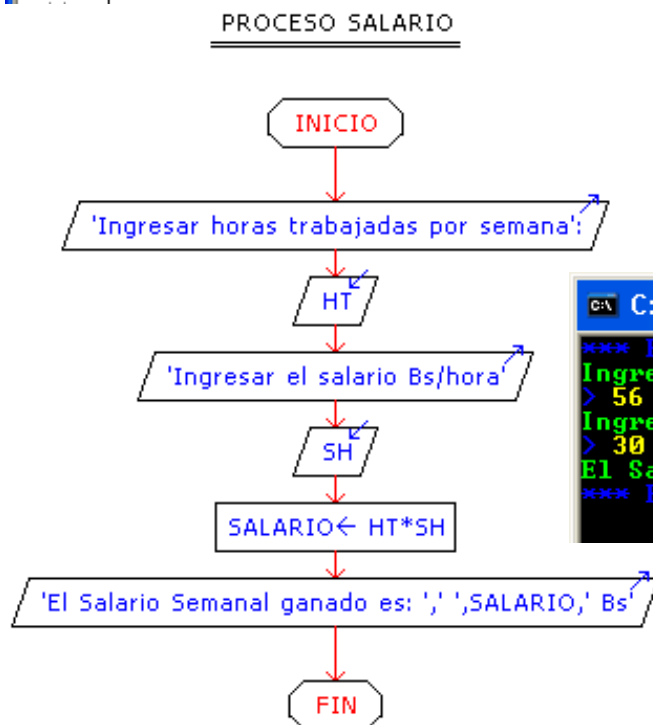 PROCESO SALARIO
INICIO
'Ingresar horas trabajadas por semana':
HT
'Ingresar el salario Bs/hora'
SH
SALARIO← HT*SH
'El Salario Semanal ganado es: ',' ',SALARIO,' Bs'
FIN
C:
***
Ingre
> 56
Ingre
> 30
El Sa
***